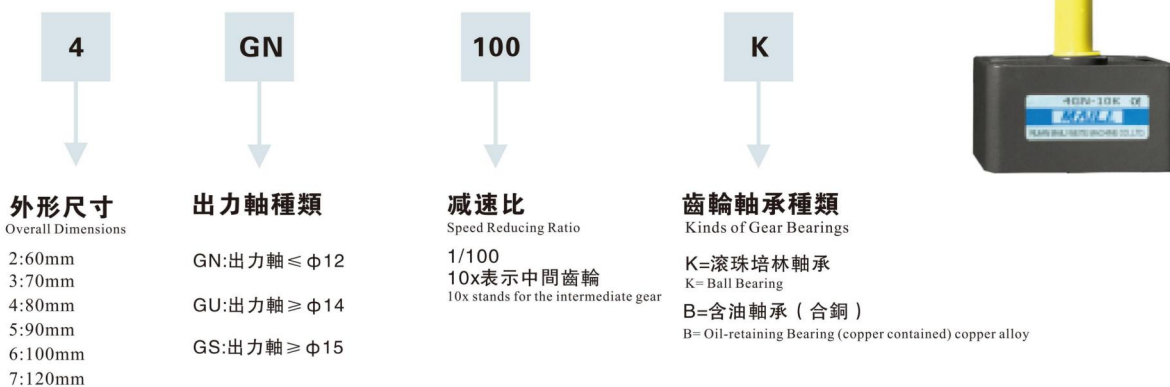 4
GN
100
K
4GN-10K
MAILI
外形尺寸
Overall Dimensions
2:60mm
3:70mm
4:80mm
5:90mm
6:100mm
7:120mm
出力軸種類
GN:出力軸≤φ12
GU:出力軸≥φ14
GS:出力軸≥φ15
减速比
Speed Reducing Ratio
1/100
10x表示中間齒輪
10x stands for the intermediate gear
齒輪軸承種類
Kinds of Gear Bearings
K=滚珠培林軸承
K= Ball Bearing
B=含油軸承（合銅）
B= Oil-retaining Bearing (copper contained) copper alloy